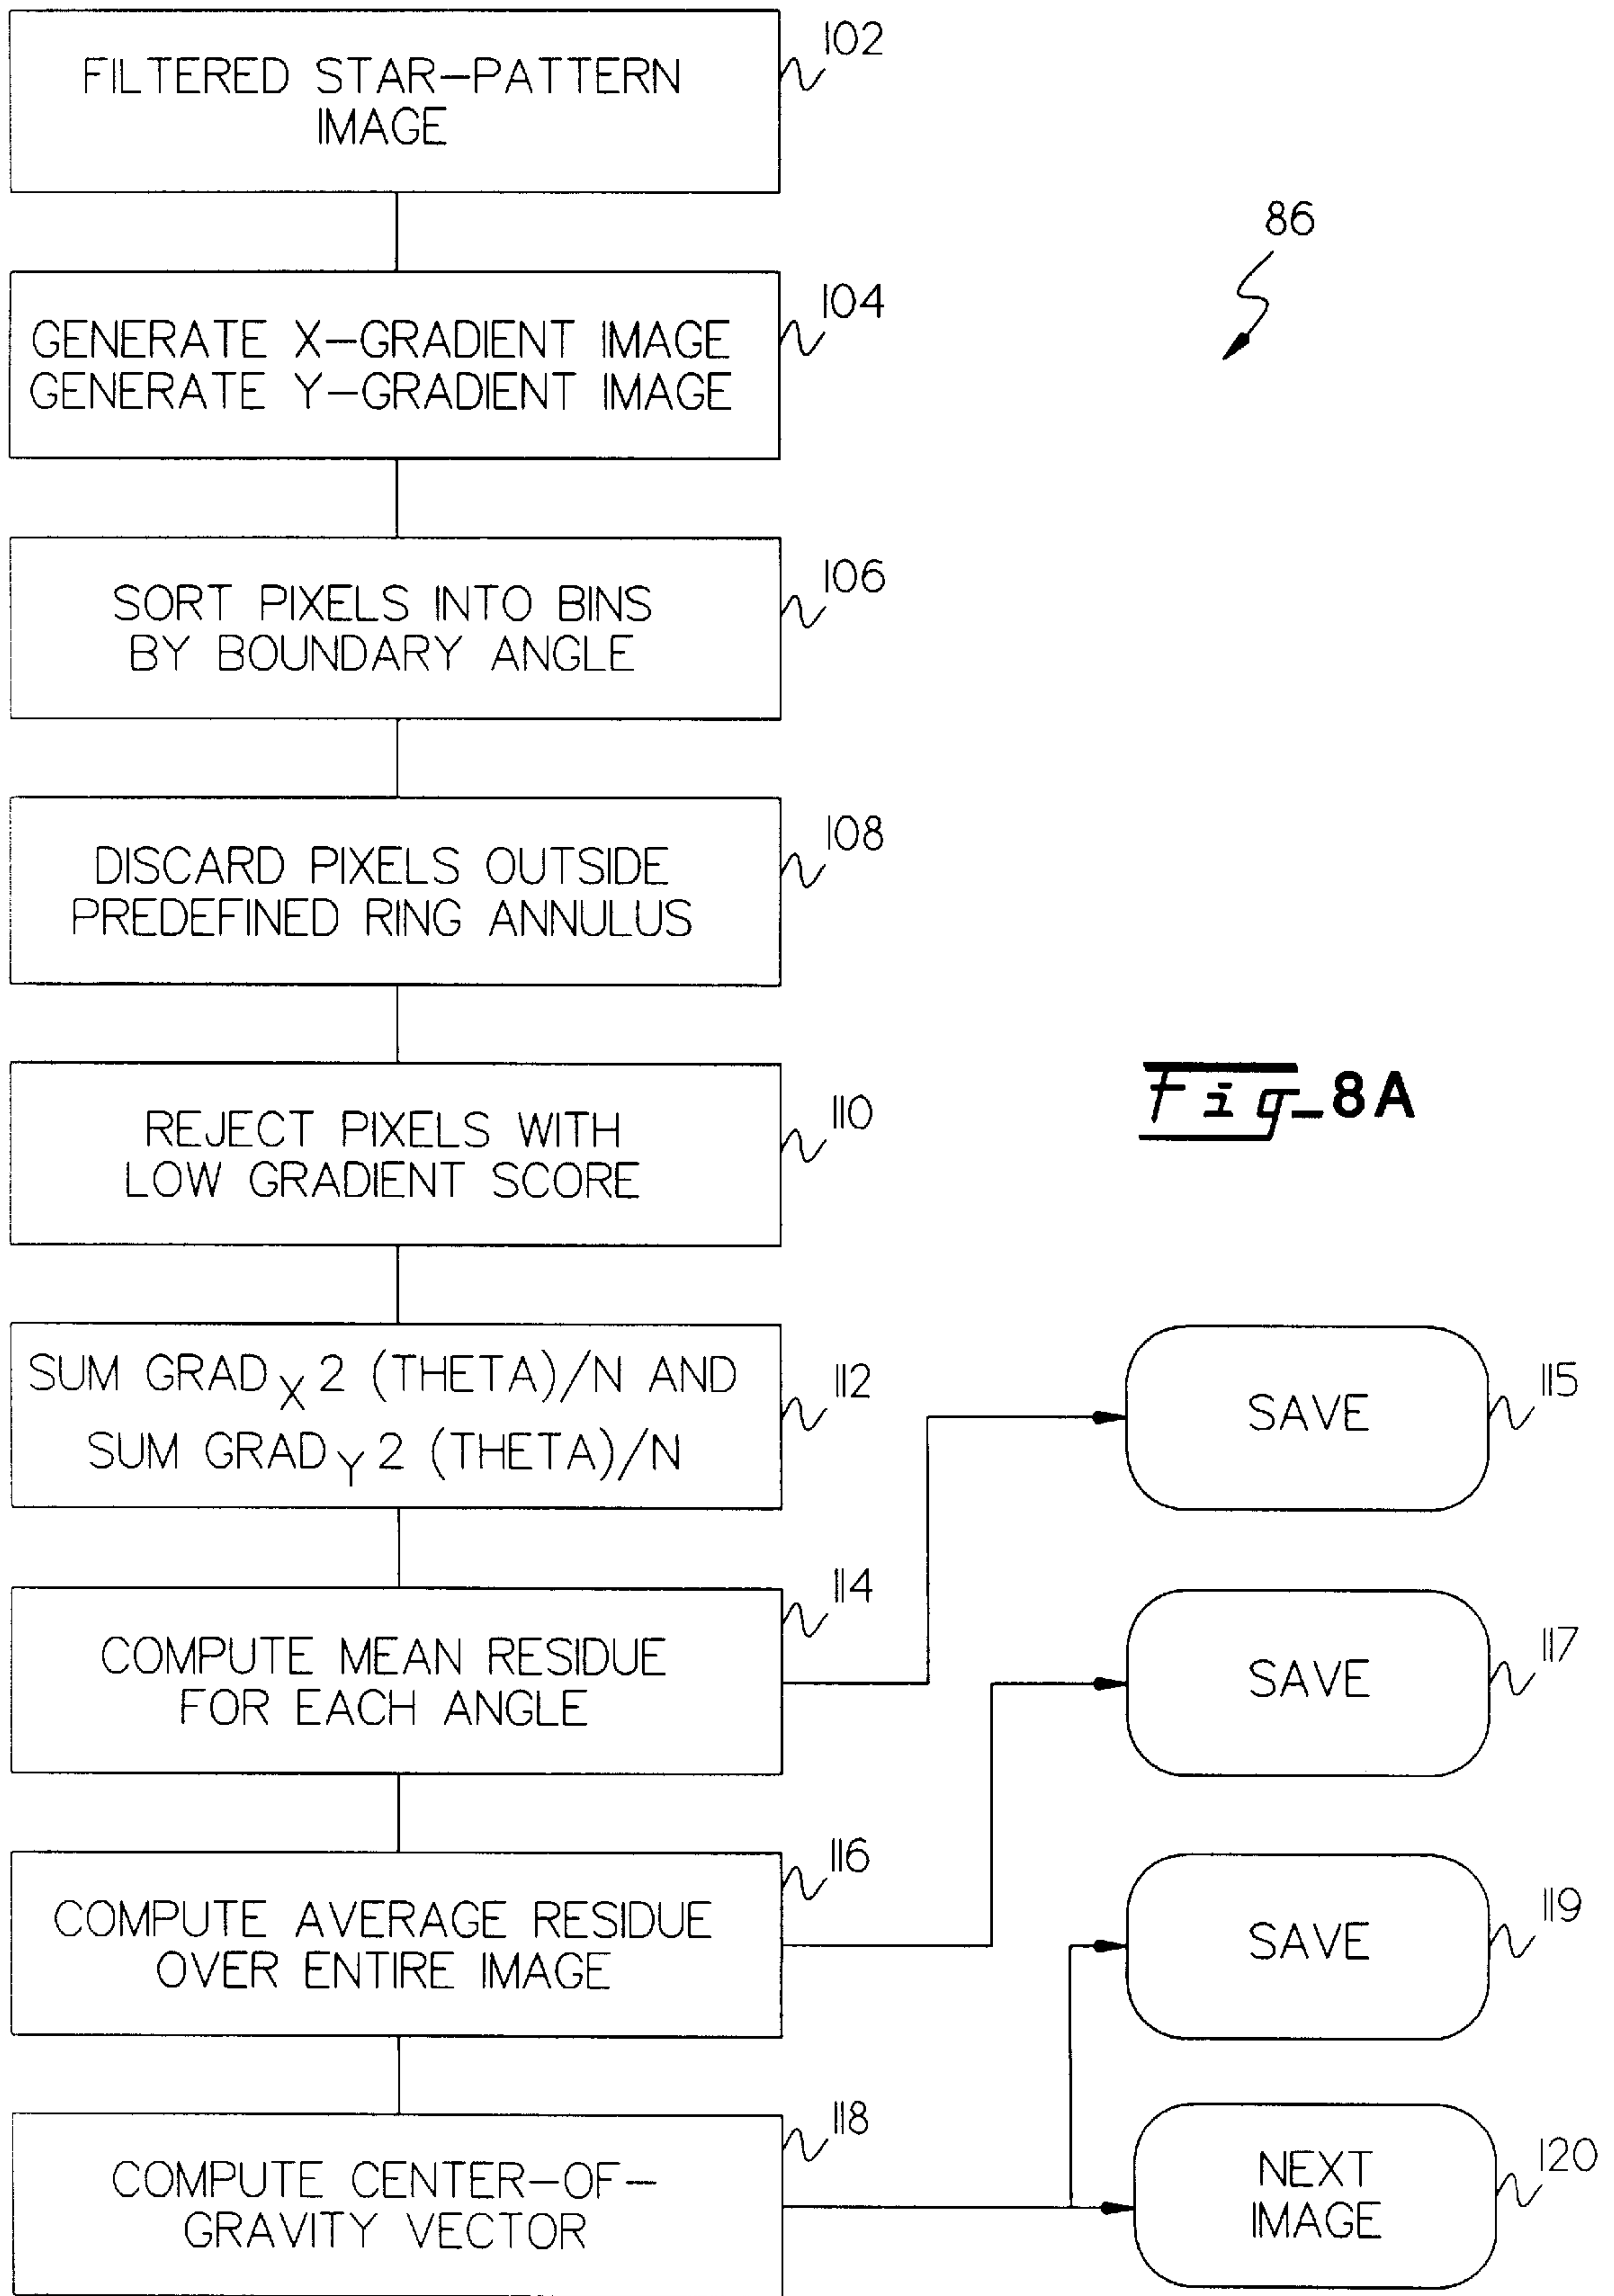 FILTERED STAR-PATTERN
IMAGE
102
86
GENERATE X-GRADIENT IMAGE
GENERATE Y-GRADIENT IMAGE
104
SORT PIXELS INTO BINS
BY BOUNDARY ANGLE
106
DISCARD PIXELS OUTSIDE
PREDEFINED RING ANNULUS
108
REJECT PIXELS WITH
LOW GRADIENT SCORE
110
Fig_8A
SUM GRAD X 2 (THETA)/N AND
SUM GRAD Y 2 (THETA)/N
112
SAVE
115
COMPUTE MEAN RESIDUE
FOR EACH ANGLE
114
SAVE
117
COMPUTE AVERAGE RESIDUE
OVER ENTIRE IMAGE
116
SAVE
119
COMPUTE CENTER-OF-
GRAVITY VECTOR
118
NEXT
IMAGE
120